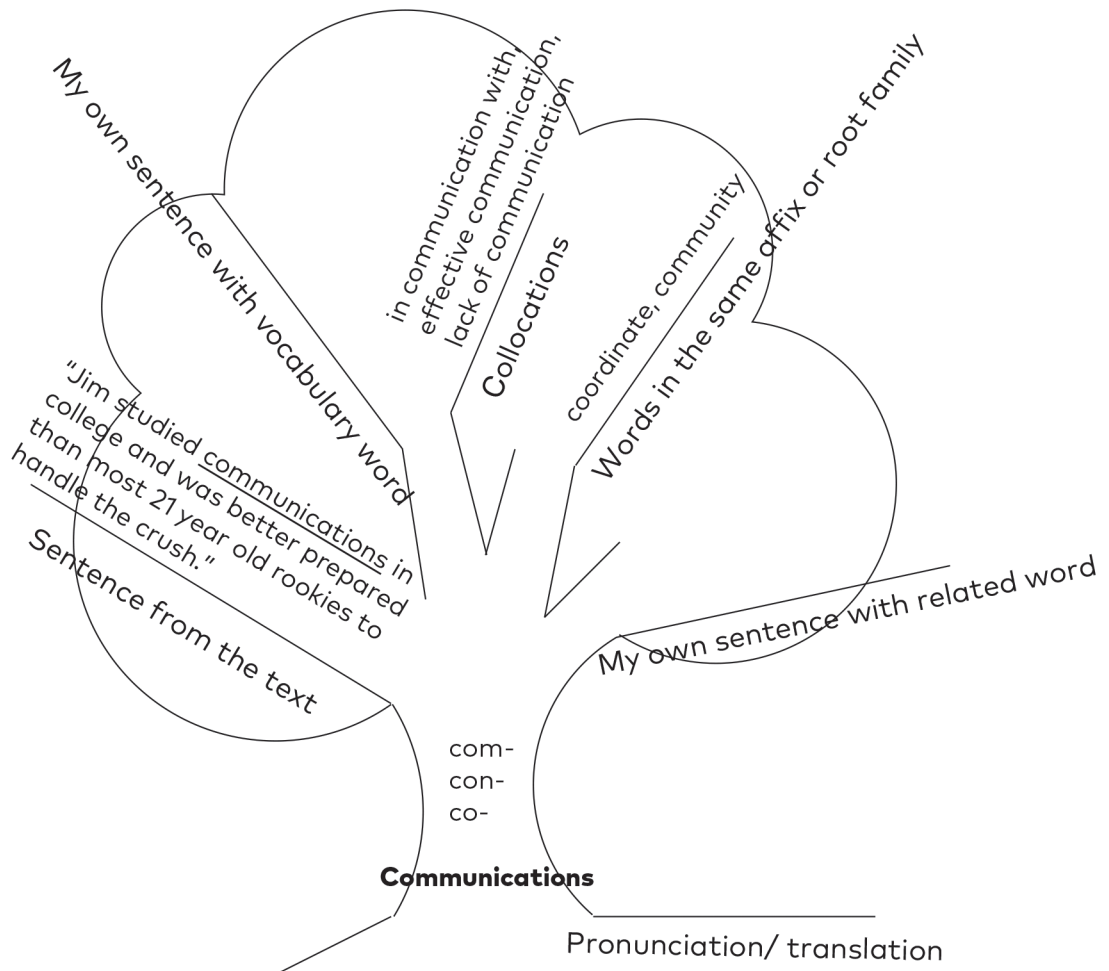 My own sentence with vocabulary word
in communication with,
effective communication,
lack of communication
Collocations
coordinate, community
Words in the same affix or root family
"Jim studied communications in
college and was better prepared
than most 21 year old rookies to
handle the crush."
Sentence from the text
My own sentence with related word
com-
con-
co-
Communications
Pronunciation/ translation